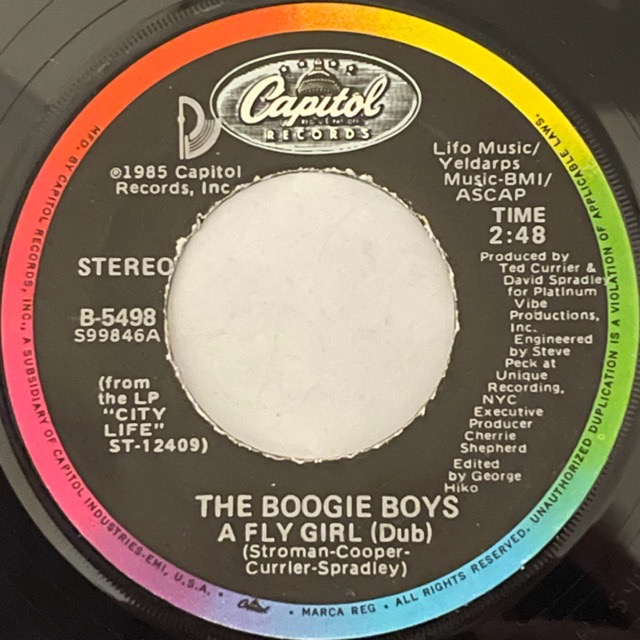 Capitol
RECORDS
℗1985 Capitol
Records, Inc.
Lifo Music/
Yeldarps
Music-BMI/
ASCAP
TIME
2:48
STEREO
B-5498
S99846A
(from
the LP
"CITY
LIFE"
ST-12409)
Produced by
Ted Currier &
David Spradley
for Platinum
Vibe
Productions,
Inc.
Engineered
by Steve
Peck at
Unique
Recording,
NYC
Executive
Producer
Cherrie
Shepherd
Edited
by George
Hiko
THE BOOGIE BOYS
A FLY GIRL (Dub)
(Stroman-Cooper-
Currier-Spradley)
MFD. BY CAPITOL RECORDS, INC., A SUBSIDIARY OF CAPITOL INDUSTRIES-EMI, U.S.A. • Capitol • MARCA REG • ALL RIGHTS RESERVED. UNAUTHORIZED DUPLICATION IS A VIOLATION OF APPLICABLE LAWS.